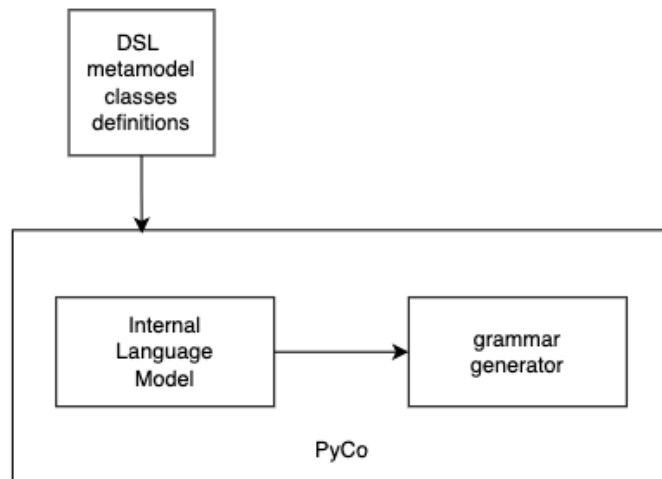 DSL
metamodel
classes
definitions
Internal
Language
Model
grammar
generator
PyCo